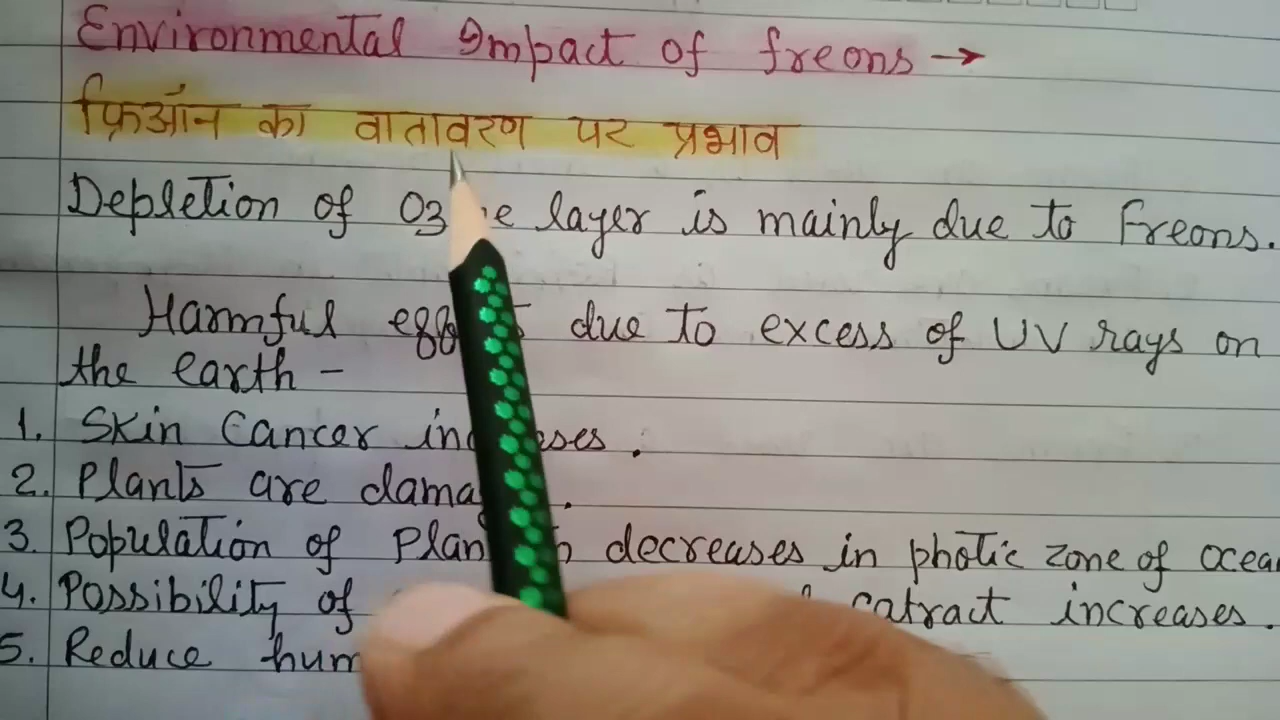 Environmental Impact of freons →
फ्रिऑन का वातावरण पर प्रभाव
Depletion of layer is mainly due to Freons.
Harmful due to excess of UV rays on
the earth -
1. Skin Cancer .
2. Plants are .
3. Population of decreases in photic zone of
4. Possibility of catract increases.
5. Reduce